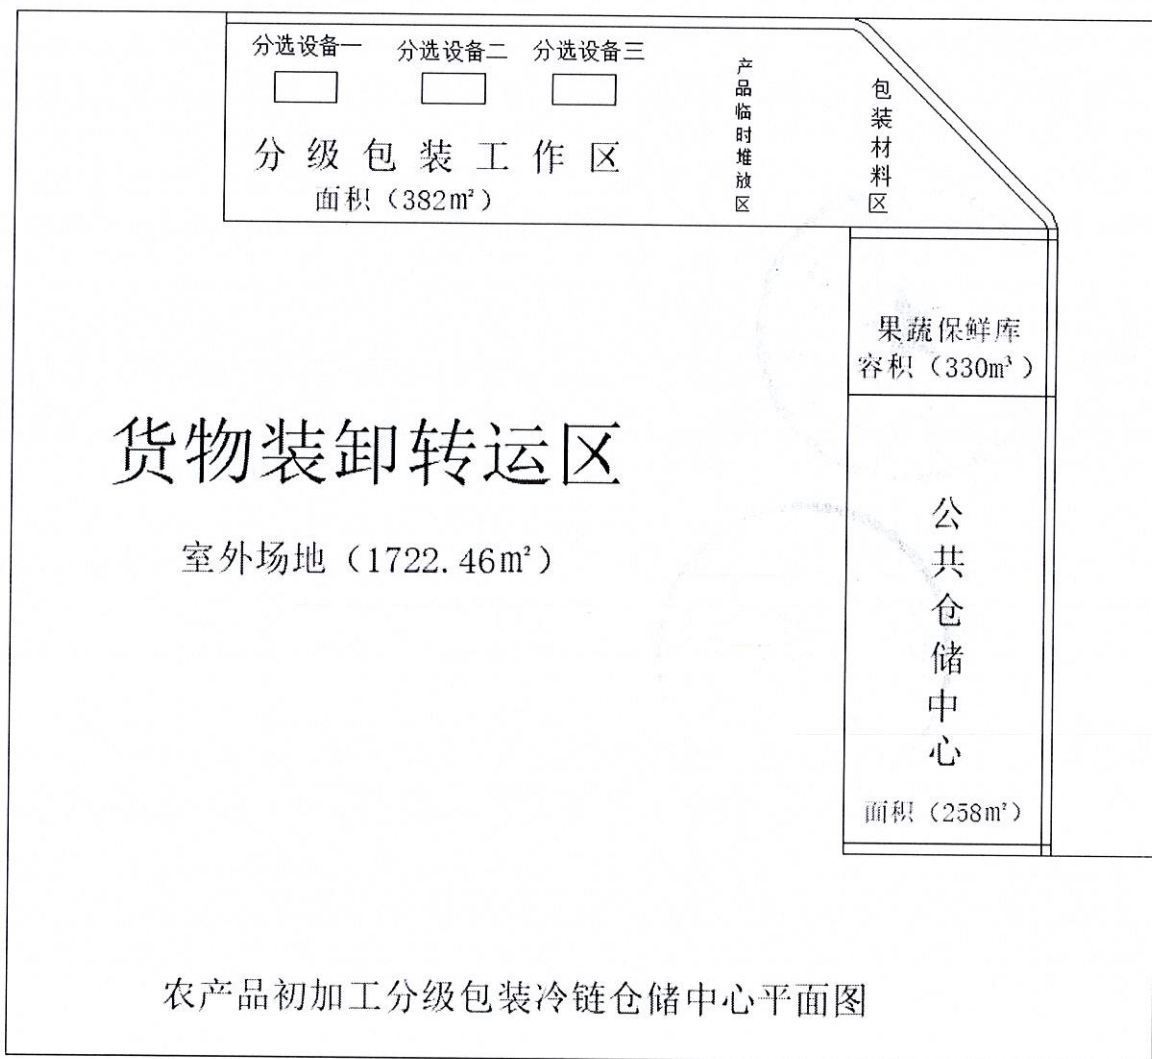 分选设备一
分选设备二
分选设备三
分级包装工作区
面积（382㎡）
产品临时堆放区
包装材料区
果蔬保鲜库
容积（330m³）
货物装卸转运区
室外场地（1722.46㎡）
公共仓储中心
面积（258㎡）
农产品初加工分级包装冷链仓储中心平面图